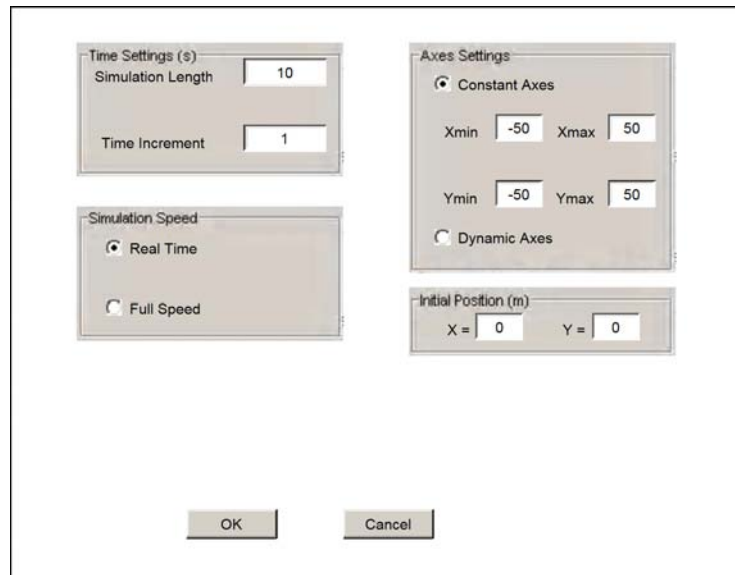 Time Settings (s)
Simulation Length 10
Time Increment 1
Simulation Speed
Real Time
Full Speed
Axes Settings
Constant Axes
Xmin -50 Xmax 50
Ymin -50 Ymax 50
Dynamic Axes
Initial Position (m)
X = 0 Y = 0
OK Cancel